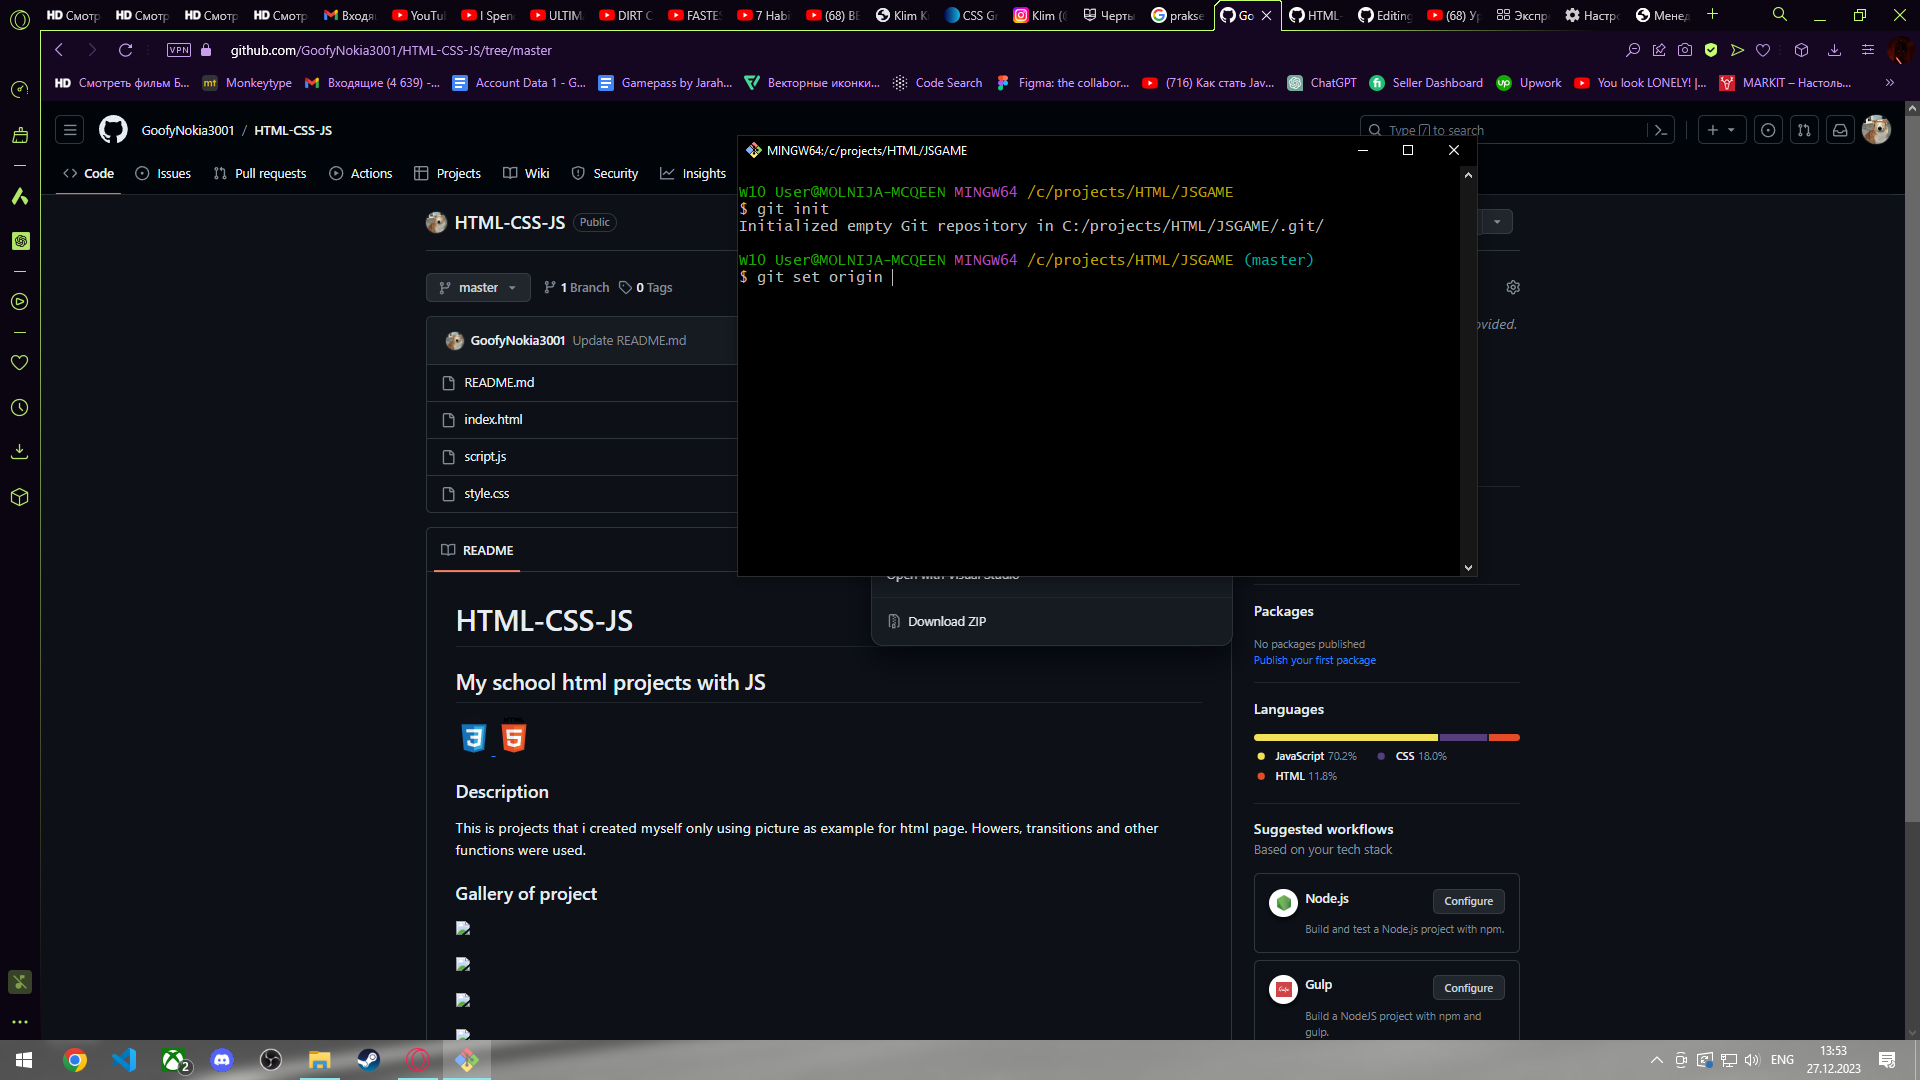 HD Смотр
HD Смотр
HD Смотр
HD Смотр
Входя
YouTu
I Spen
ULTIM
DIRT C
FASTES
7 Habi
(68) BE
Klim K
CSS Gr
Klim (
Черты
prakse
Go
HTML-
Editing
(68) Ур
Экспр
Настро
Менед
VPN
github.com/GoofyNokia3001/HTML-CSS-JS/tree/master
HD Смотреть фильм Б...
mt Monkeytype
Входящие (4 639) -...
Account Data 1 - G...
Gamepass by Jarah...
Векторные иконки...
Code Search
Figma: the collabor...
(716) Как стать Jav...
ChatGPT
Seller Dashboard
Upwork
You look LONELY! |...
MARKIT – Настоль...
GoofyNokia3001 / HTML-CSS-JS
Type / to search
Code
Issues
Pull requests
Actions
Projects
Wiki
Security
Insights
MINGW64:/c/projects/HTML/JSGAME
W10 User@MOLNIJA-MCQEEN MINGW64 /c/projects/HTML/JSGAME
$ git init
Initialized empty Git repository in C:/projects/HTML/JSGAME/.git/
W10 User@MOLNIJA-MCQEEN MINGW64 /c/projects/HTML/JSGAME (master)
$ git set origin
HTML-CSS-JS Public
master
1 Branch
0 Tags
GoofyNokia3001 Update README.md
README.md
index.html
script.js
style.css
README
Open with Visual Studio
Download ZIP
HTML-CSS-JS
My school html projects with JS
Description
This is projects that i created myself only using picture as example for html page. Howers, transitions and other
functions were used.
Gallery of project
Packages
No packages published
Publish your first package
Languages
JavaScript 70.2%
CSS 18.0%
HTML 11.8%
Suggested workflows
Based on your tech stack
Node.js
Configure
Build and test a Node.js project with npm.
Gulp
Configure
Build a NodeJS project with npm and
gulp.
2
ENG
13:53
27.12.2023